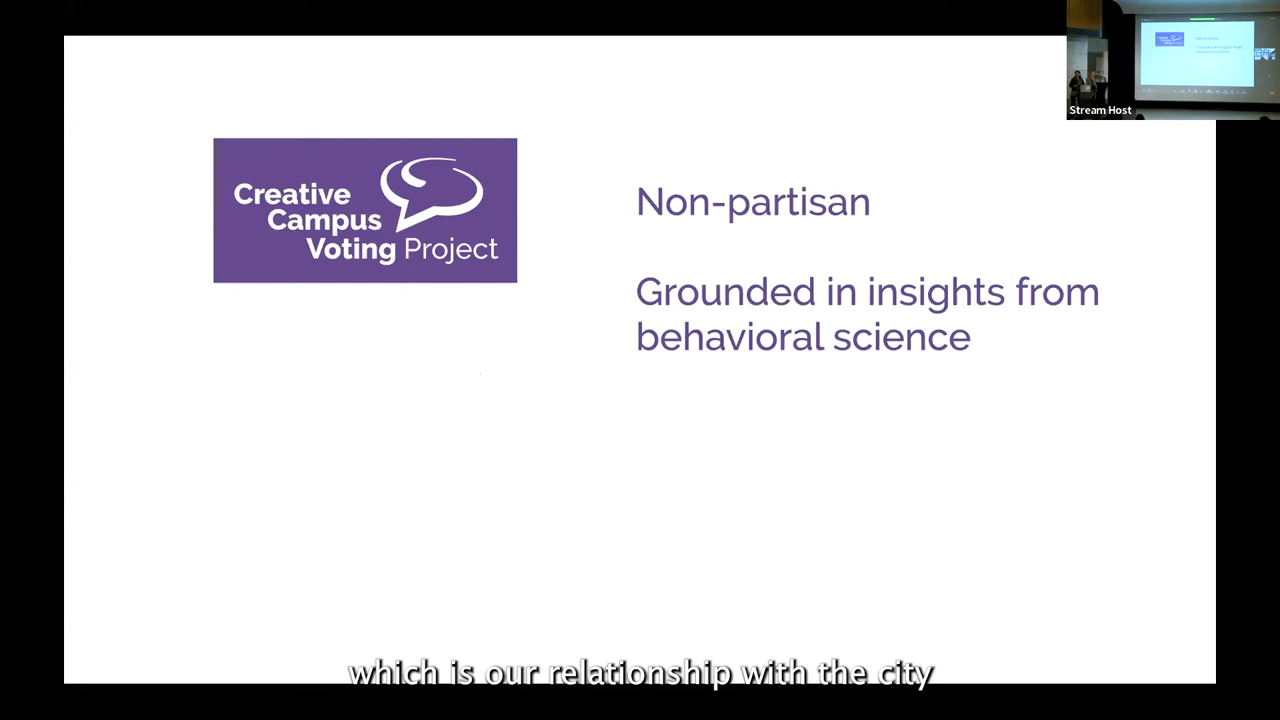 Creative
Campus
Voting Project
Non-partisan
Grounded in insights from
behavioral science
Stream Host
which is our relationship with the city